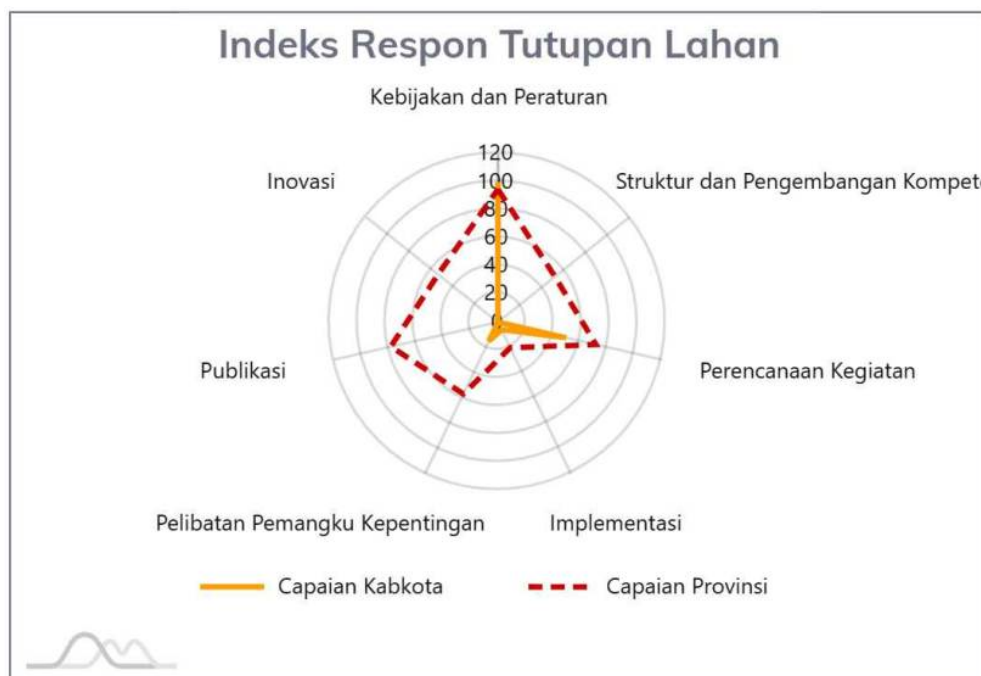 Indeks Respon Tutupan Lahan
Kebijakan dan Peraturan
Inovasi
Struktur dan Pengembangan Kompete
120
100
80
60
40
20
0
Publikasi
Perencanaan Kegiatan
Pelibatan Pemangku Kepentingan
Implementasi
Capaian Kabkota
Capaian Provinsi